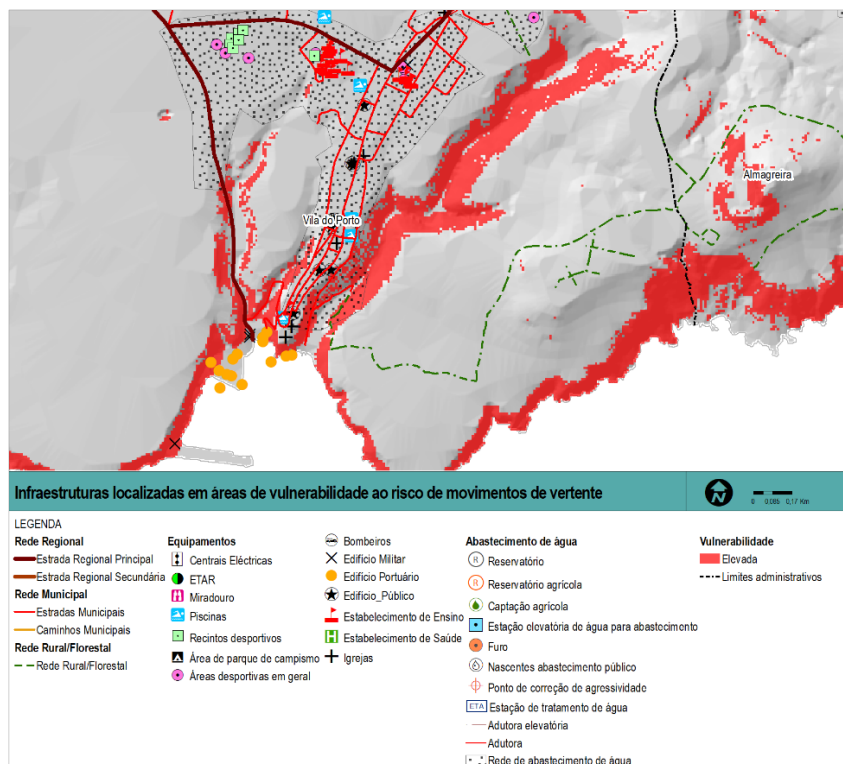 Almagreira
Vila do Porto
Infraestruturas localizadas em áreas de vulnerabilidade ao risco de movimentos de vertente
N
0 0,085 0,17 Km
LEGENDA
Rede Regional
Estrada Regional Principal
Estrada Regional Secundária
Rede Municipal
Estradas Municipais
Caminhos Municipais
Rede Rural/Florestal
Rede Rural/Florestal
Equipamentos
Centrais Eléctricas
ETAR
Miradouro
Piscinas
Recintos desportivos
Área de parque de campismo
Áreas desportivas em geral
Bombeiros
Edifício Militar
Edifício Portuário
Edifício_Público
Estabelecimento de Ensino
H Estabelecimento de Saúde
Igrejas
Abastecimento de água
R Reservatório
R Reservatório agrícola
Captação agrícola
Estação elevatória de água para abastecimento
Furo
Nascentes abastecimento público
Ponto de correção de agressividade
ETA Estação de tratamento de água
Adutora elevatória
Adutora
Rede de abastecimento de água
Vulnerabilidade
Elevada
Limites administrativos